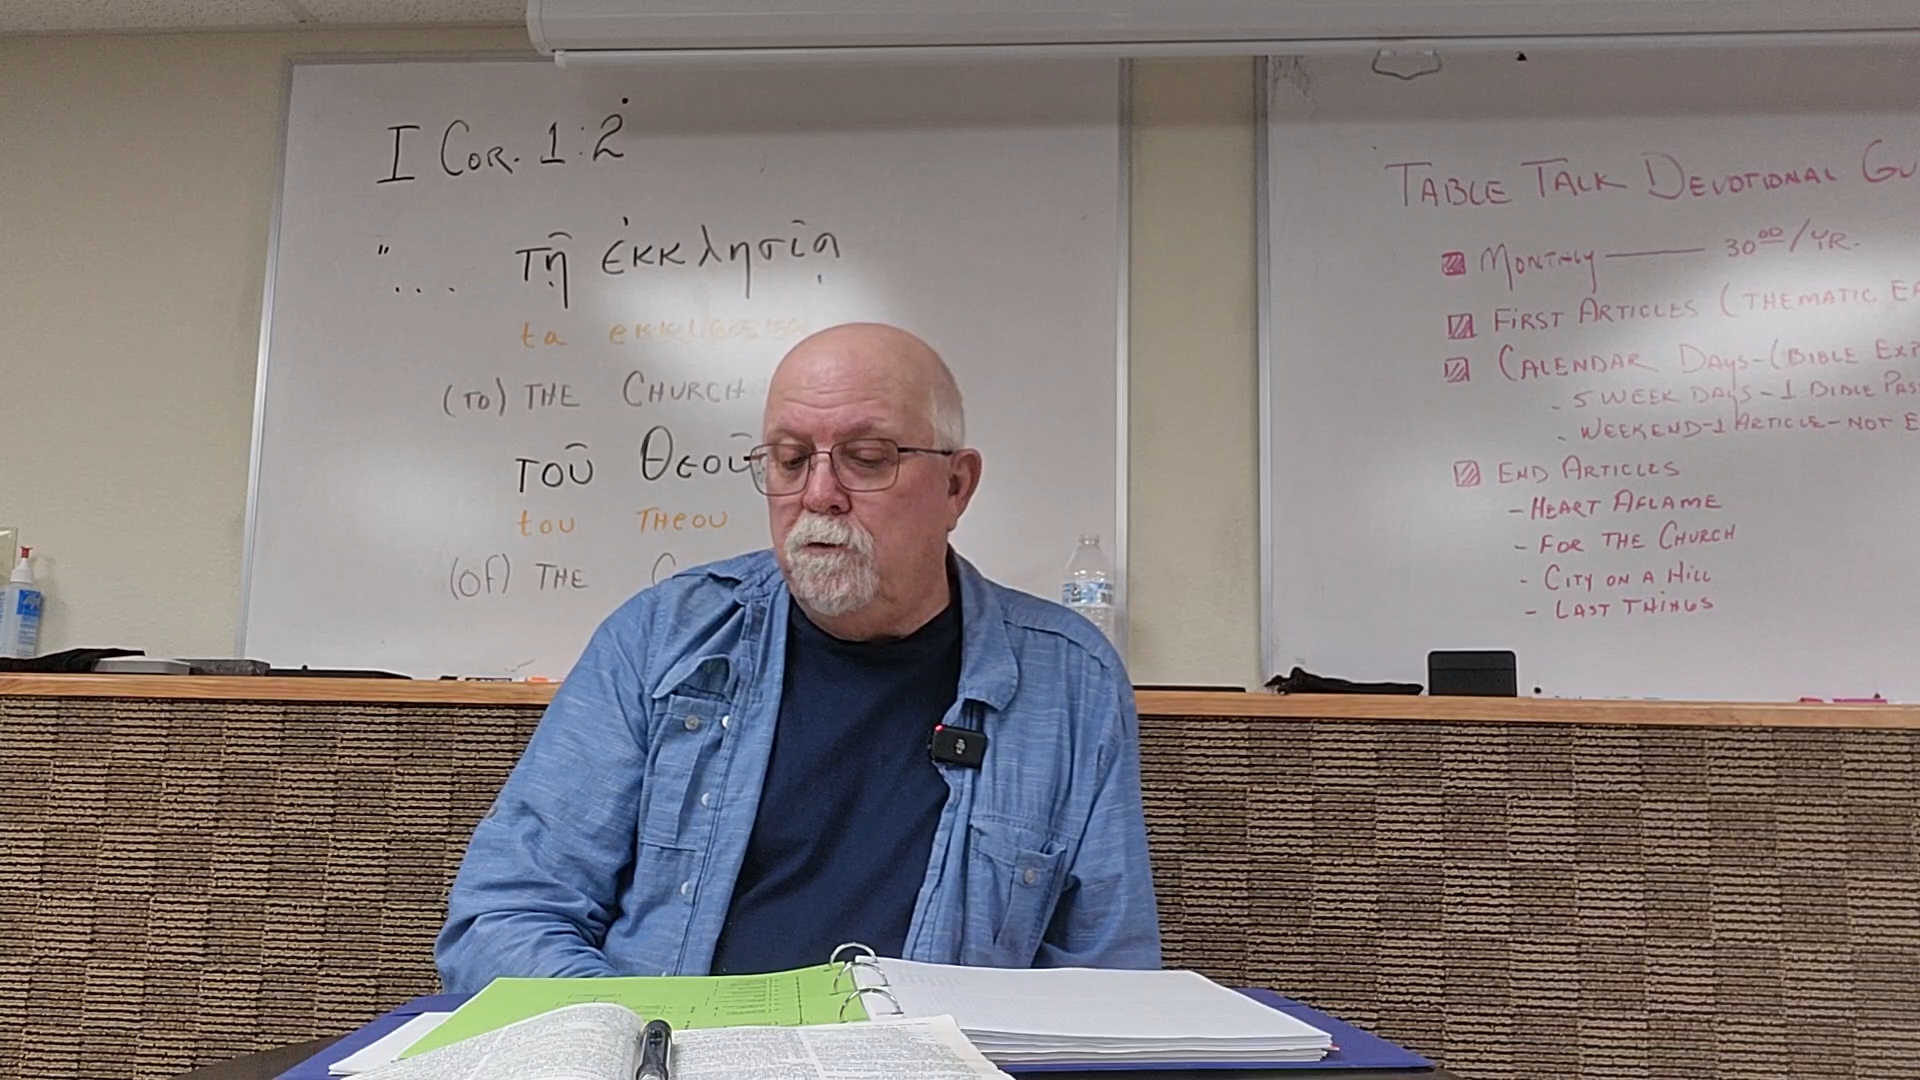 I COR. 1:2
"... τῇ ἐκκλησίᾳ
ta
(TO) THE CHURCH
τοῦ θεοῦ
tou THEOU
(OF) THE
TABLE TALK DEVOTIONAL
MONTHLY — 30⁰⁰/YR.
FIRST ARTICLES (THEMATIC
CALENDAR DAYS-(BIBLE
- 5 WEEK DAYS - 1 BIBLE
- WEEKEND-1 ARTICLE-NOT
END ARTICLES
- HEART AFLAME
- FOR THE CHURCH
- CITY ON A HILL
- LAST THINGS